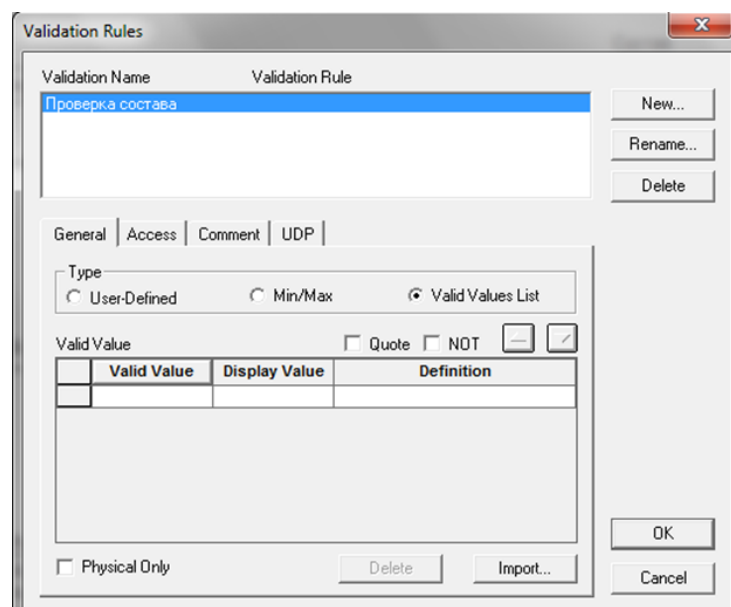 Validation Rules
Validation Name Validation Rule
Проверка состава
New...
Rename...
Delete
General Access Comment UDP
Type
User-Defined Min/Max Valid Values List
Valid Value Quote NOT
Valid Value Display Value Definition
Physical Only Delete Import...
OK
Cancel